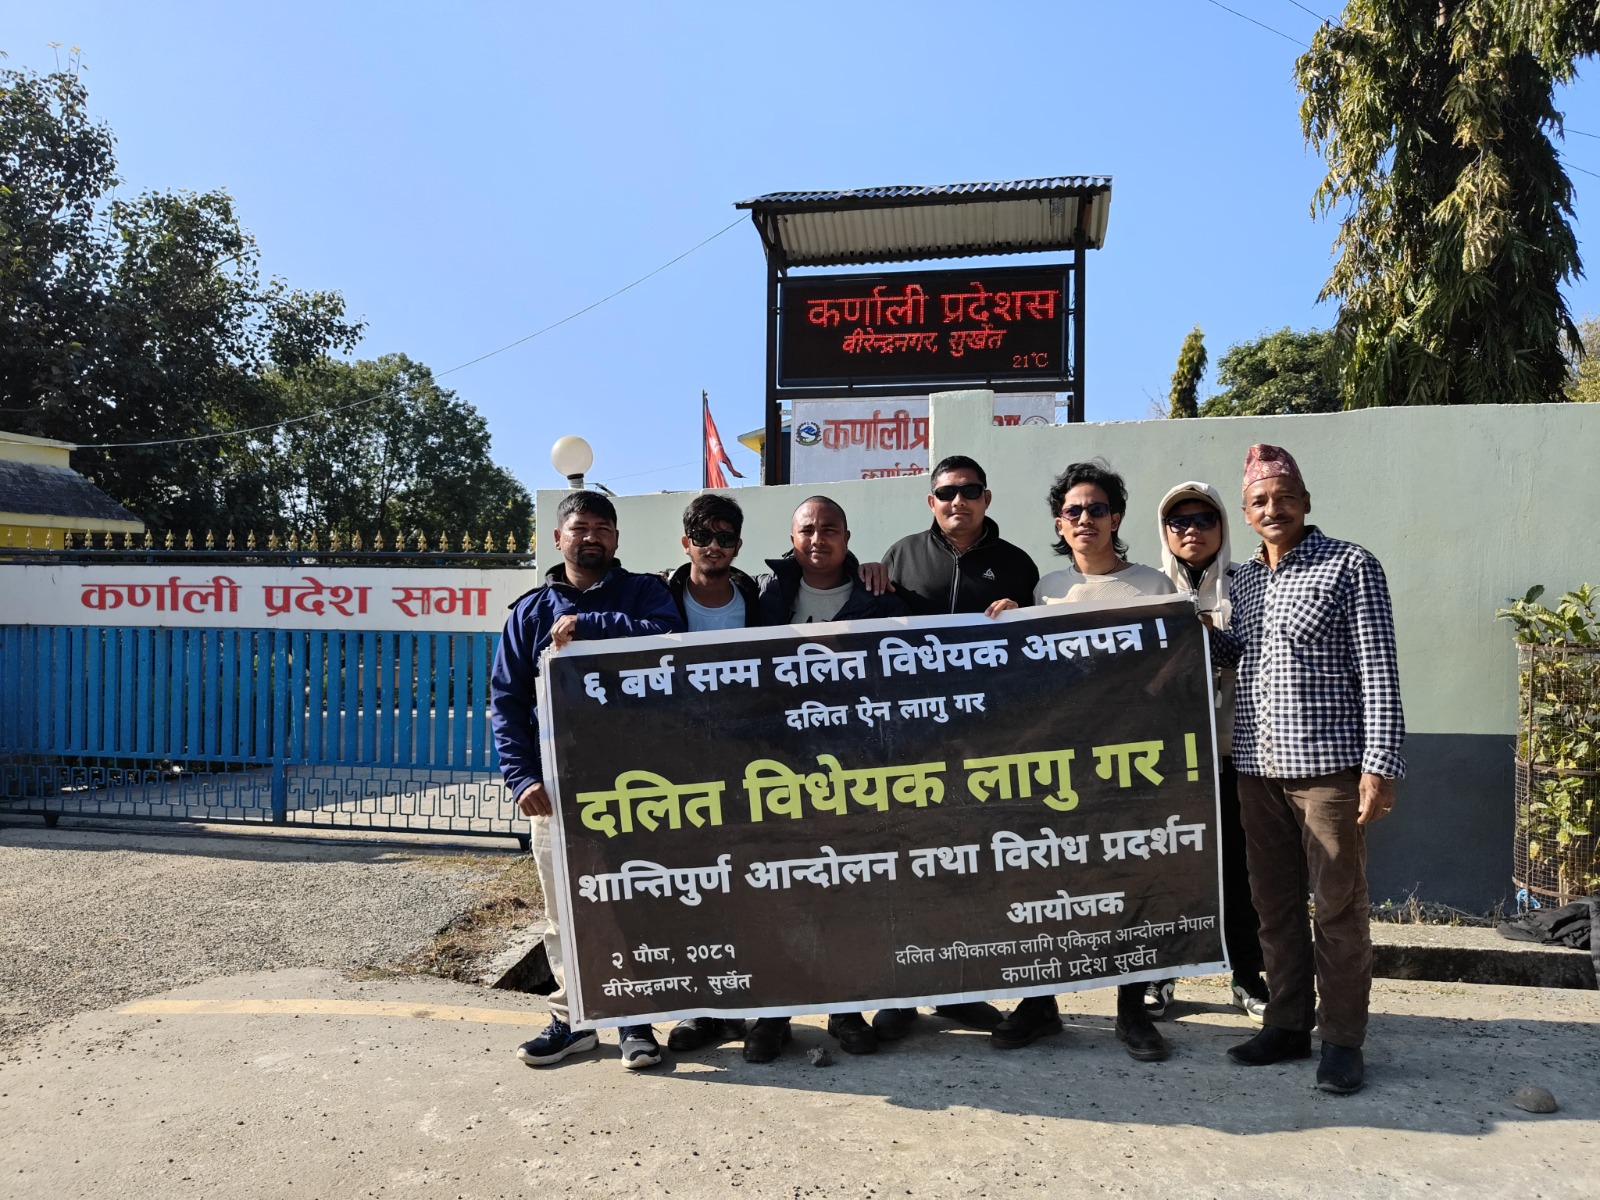 कर्णाली प्रदेशस
वीरेन्द्रनगर, सुर्खेत
21°C
कर्णाली प्र
कर्णाली प्रदेश सभा
६ बर्ष सम्म दलित विधेयक अलपत्र !
दलित ऐन लागु गर
दलित विधेयक लागु गर !
शान्तिपुर्ण आन्दोलन तथा विरोध प्रदर्शन
आयोजक
दलित अधिकारका लागि एकिकृत आन्दोलन नेपाल
कर्णाली प्रदेश सुर्खेत
२ पौष, २०८१
वीरेन्द्रनगर, सुर्खेत